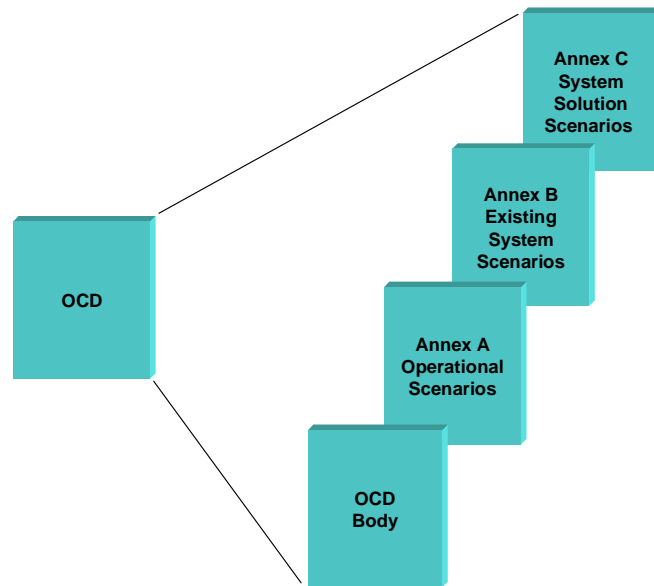 Annex C
System
Solution
Scenarios
Annex B
Existing
System
Scenarios
OCD
Annex A
Operational
Scenarios
OCD
Body